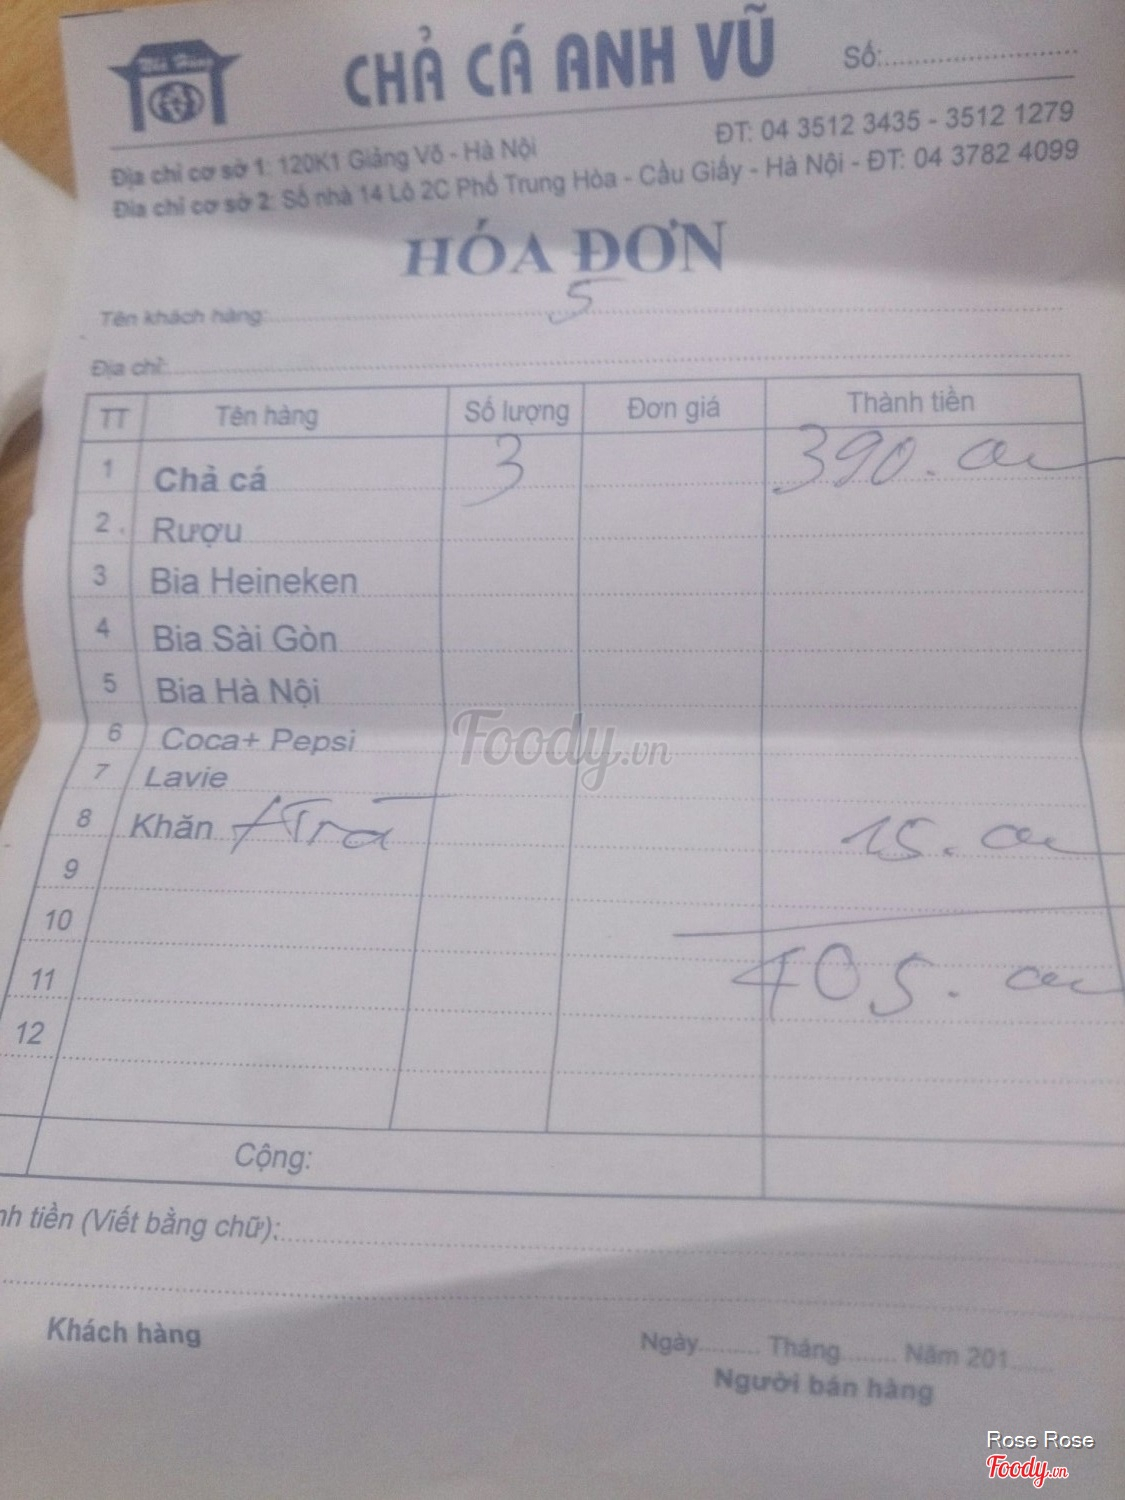 CHẢ CÁ ANH VŨ
Số:
ĐT: 04 3512 3435 - 3512 1279
Địa chỉ cơ sở 1: 120K1 Giảng Võ - Hà Nội
Địa chỉ cơ sở 2: Số nhà 14 Lô 2C Phố Trung Hòa - Cầu Giấy - Hà Nội - ĐT: 04 3782 4099
HÓA ĐƠN
Tên khách hàng: 5
Địa chỉ:
TT Tên hàng Số lượng Đơn giá Thành tiền
1 Chả cá 3 390.
2 Rượu
3 Bia Heineken
4 Bia Sài Gòn
5 Bia Hà Nội
6 Coca+ Pepsi
7 Lavie
8 Khăn + Trà 15.
9
10
11 405.
12
Cộng:
tiền (Viết bằng chữ):
Khách hàng
Ngày Tháng Năm 201
Người bán hàng
Foody.vn
Rose Rose
Foody.vn